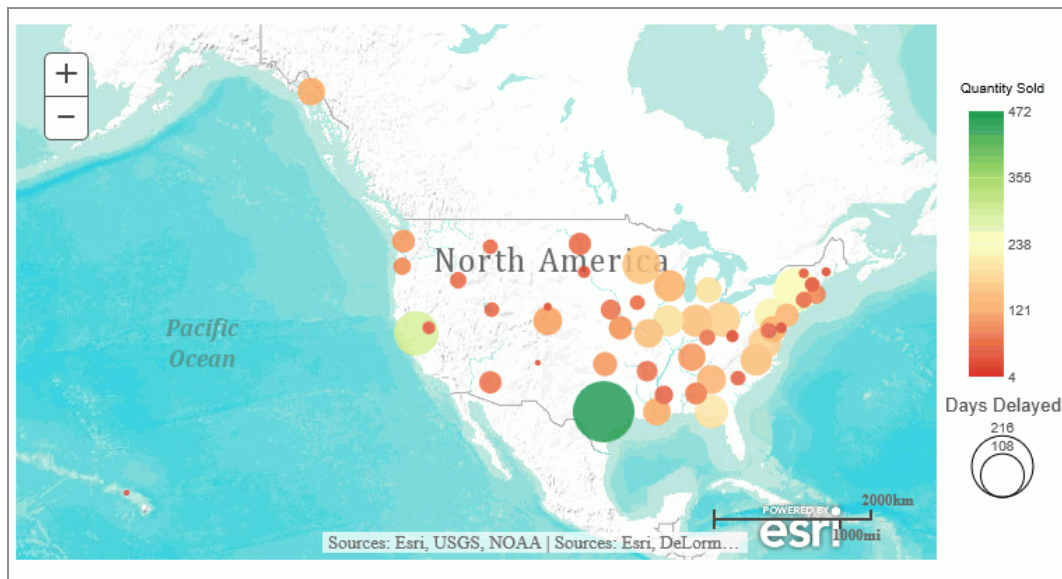 +
−
North America
Pacific
Ocean
Quantity Sold
472
355
238
121
4
Days Delayed
216
108
2000km
1000mi
POWERED BY
esri
Sources: Esri, USGS, NOAA | Sources: Esri, DeLorm...